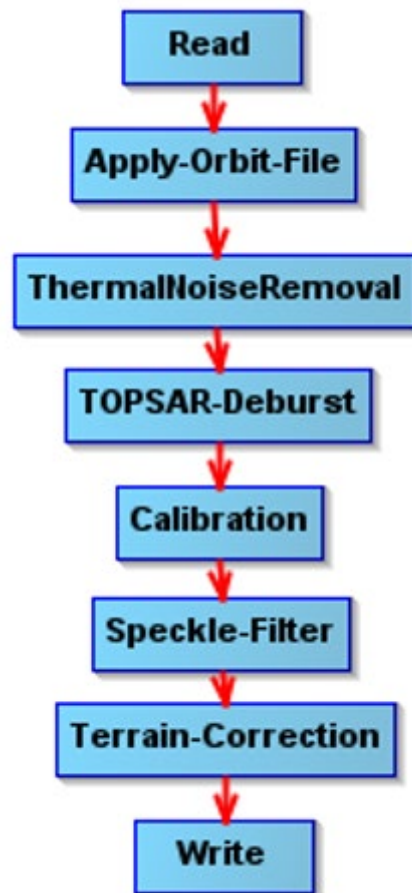 Read
Apply-Orbit-File
ThermalNoiseRemoval
TOPSAR-Deburst
Calibration
Speckle-Filter
Terrain-Correction
Write